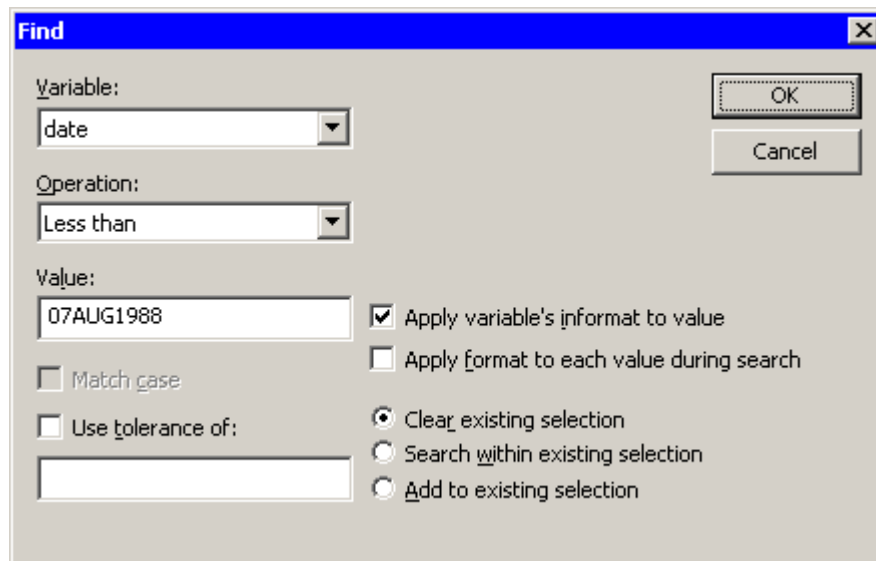 Find
Variable:
date
OK
Cancel
Operation:
Less than
Value:
07AUG1988
Apply variable's informat to value
Apply format to each value during search
Match case
Use tolerance of:
Clear existing selection
Search within existing selection
Add to existing selection